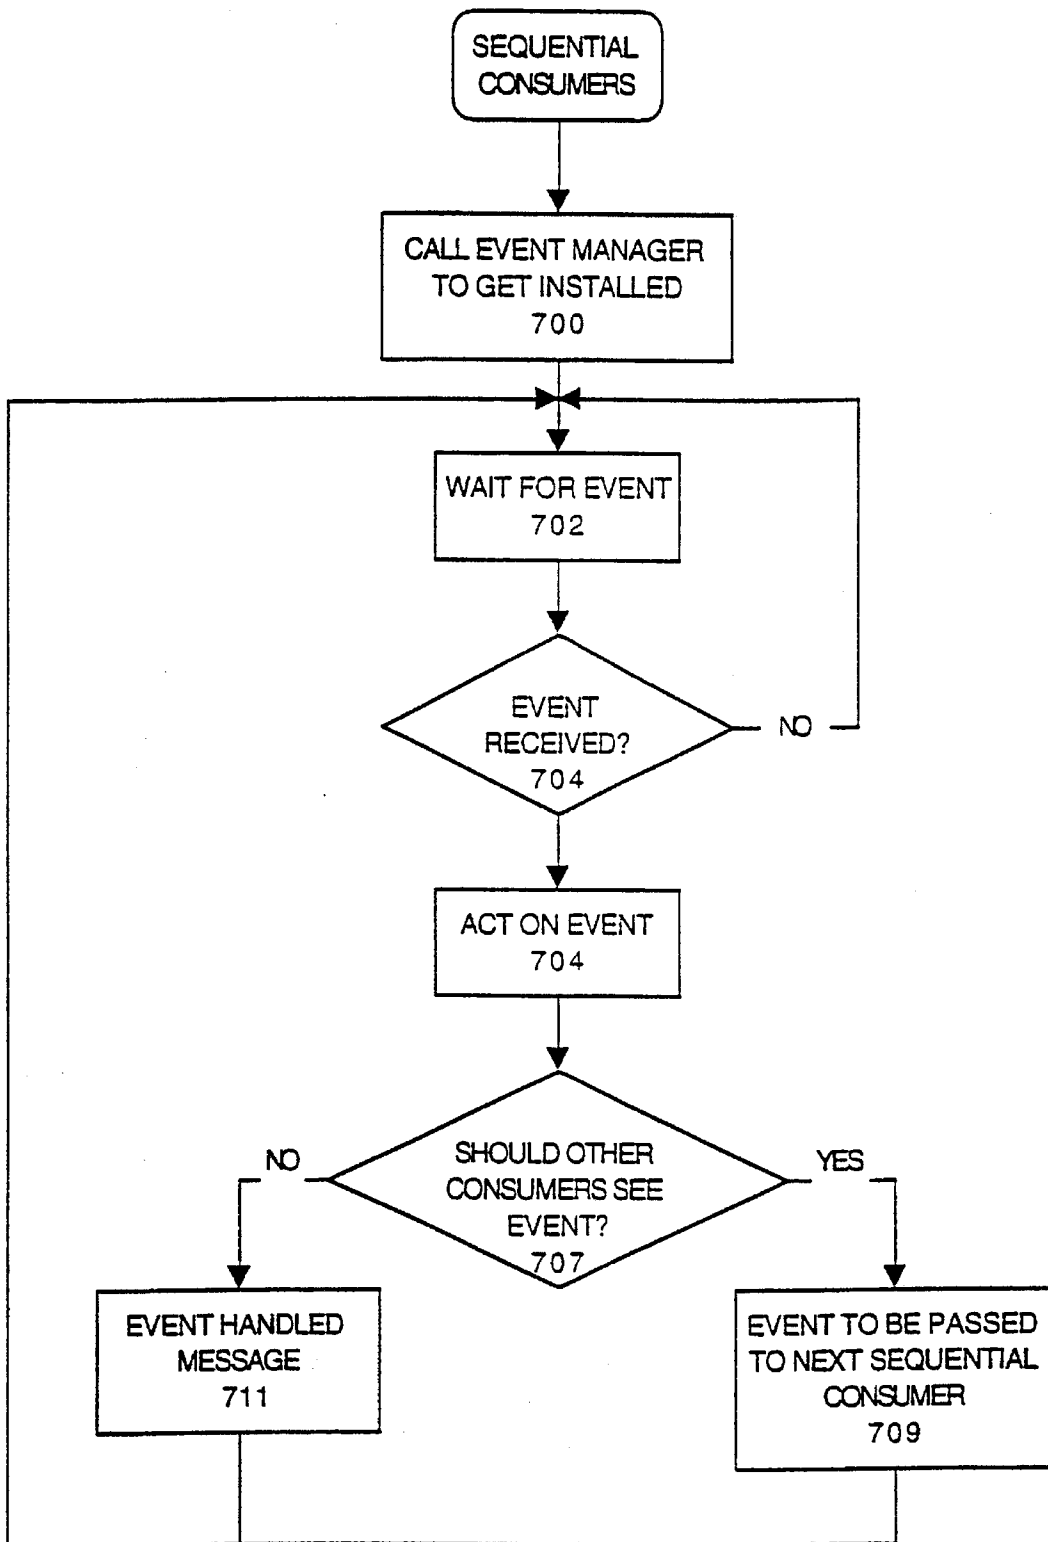 SEQUENTIAL
CONSUMERS
CALL EVENT MANAGER
TO GET INSTALLED
700
WAIT FOR EVENT
702
EVENT
RECEIVED?
704
NO
ACT ON EVENT
704
SHOULD OTHER
CONSUMERS SEE
EVENT?
707
NO
YES
EVENT HANDLED
MESSAGE
711
EVENT TO BE PASSED
TO NEXT SEQUENTIAL
CONSUMER
709